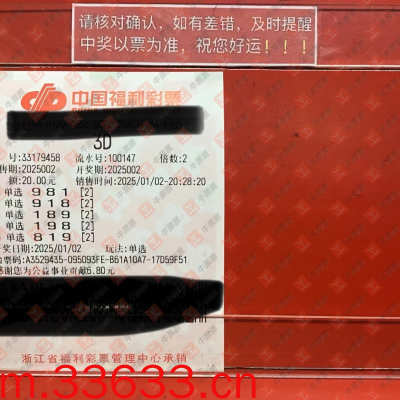 请核对确认，如有差错，及时提醒
中奖以票为准，祝您好运！！！
中国福利彩票
3D
号:33179458 流水号:100147 倍数:2
售期:2025002 开奖期:2025002
额:20.00元 销售时间:2025/01/02-20:28:20
单选 981 [2]
单选 918 [2]
单选 189 [2]
单选 198 [2]
单选 819 [2]
奖日期:2025/01/02 玩法:单选
票码:A3529435-095093FE-B61A10A7-17D59F51
感谢您为公益事业贡献6.80元
浙江省福利彩票管理中心承销
m.33633.cn